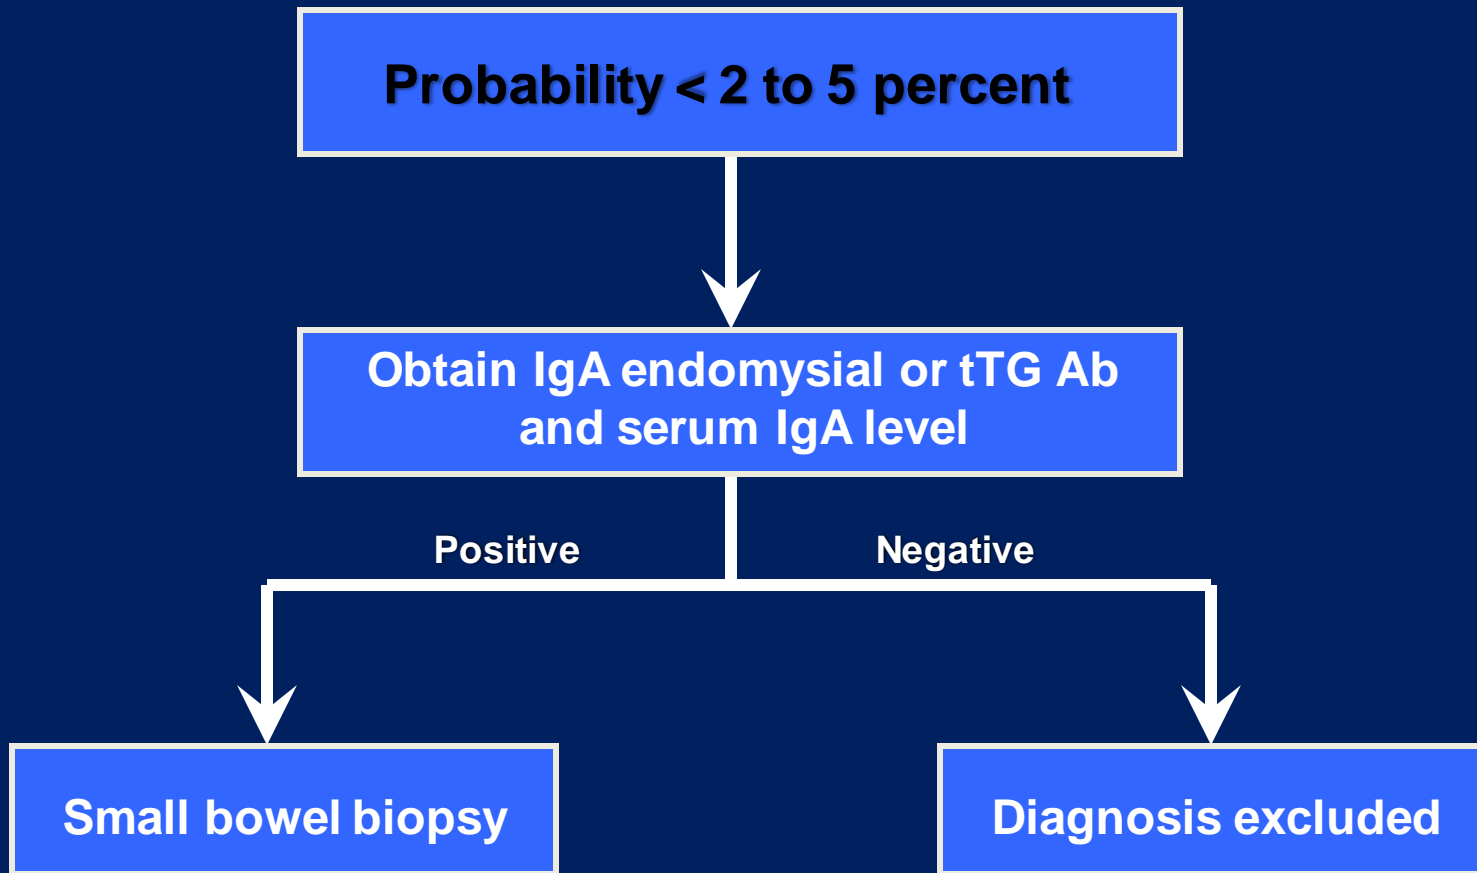 Probability < 2 to 5 percent
Obtain IgA endomysial or tTG Ab
and serum IgA level
Positive
Negative
Small bowel biopsy
Diagnosis excluded